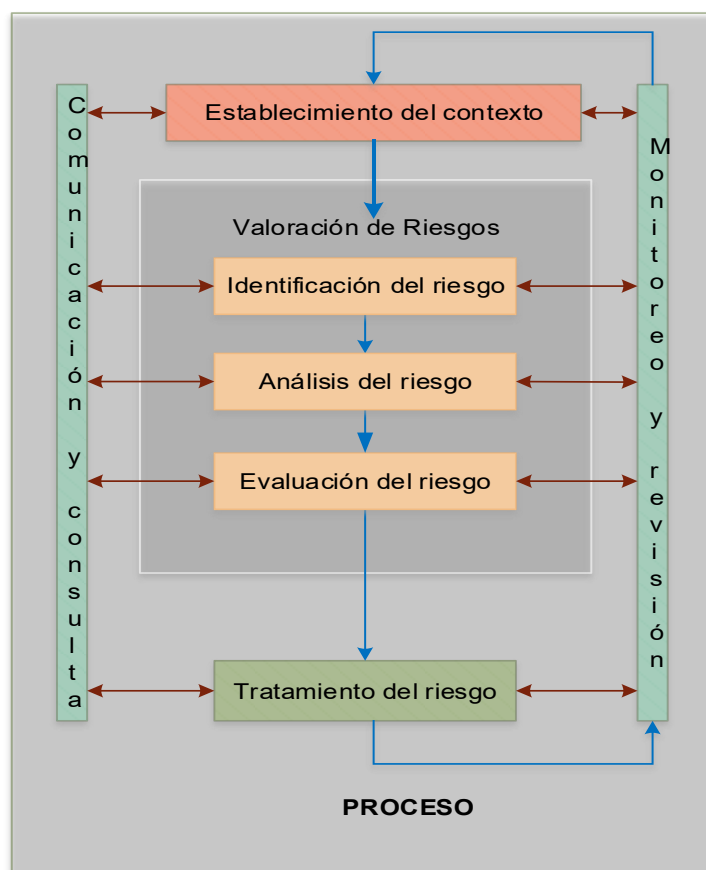 Establecimiento del contexto
Comunicación y consulta
Monitoreo y revisión
Valoración de Riesgos
Identificación del riesgo
Análisis del riesgo
Evaluación del riesgo
Tratamiento del riesgo
PROCESO